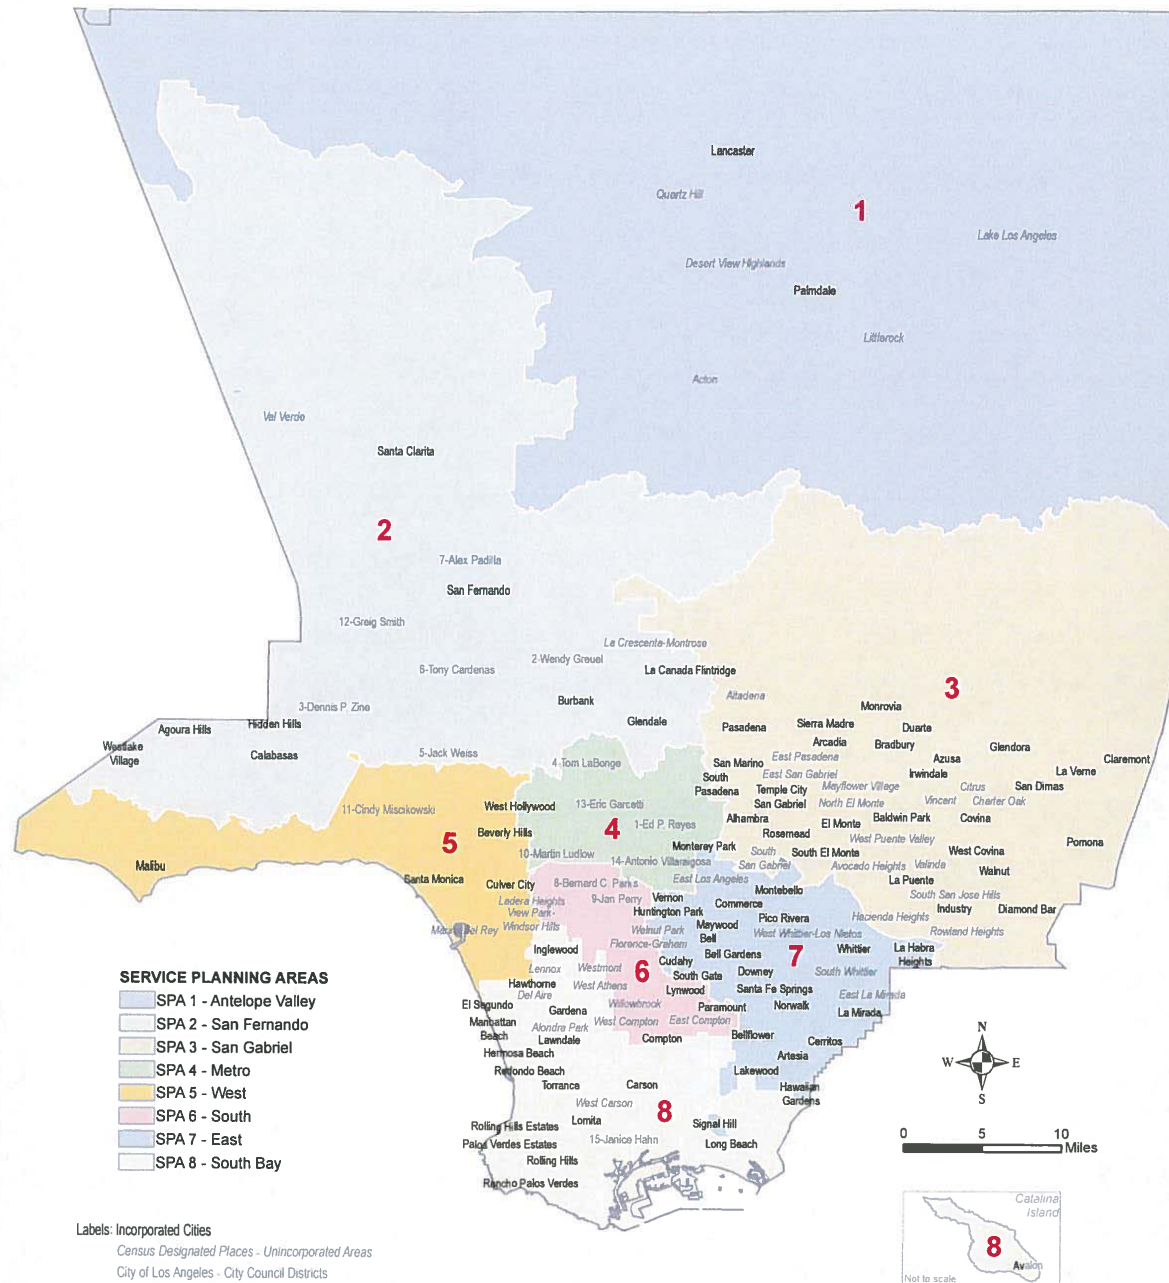 Lancaster
Quartz Hill
1
Lake Los Angeles
Desert View Highlands
Palmdale
Littlerock
Acton
Val Verde
Santa Clarita
2
7-Alex Padilla
San Fernando
12-Greig Smith
La Crescenta-Montrose
2-Wendy Greuel
6-Tony Cardenas
La Canada Flintridge
3
Altadena
Burbank
3-Dennis P. Zine
Monrovia
Glendale
Pasadena
Sierra Madre
Duarte
Hidden Hills
Agoura Hills
Arcadia
Bradbury
Glendora
Westlake
Village
Calabasas
5-Jack Weiss
4-Tom LaBonge
San Marino
East Pasadena
Azusa
Claremont
South
Pasadena
East San Gabriel
Irwindale
La Verne
Temple City
Mayflower Village
Citrus
San Dimas
West Hollywood
13-Eric Garcetti
San Gabriel
North El Monte
Vincent
Charter Oak
11-Cindy Miscikowski
Alhambra
El Monte
Baldwin Park
Covina
5
Beverly Hills
4
1-Ed P. Reyes
Rosemead
West Puente Valley
Pomona
Monterey Park
South
San Gabriel
South El Monte
West Covina
10-Martin Ludlow
14-Antonio Villaraigosa
Avocado Heights
Valinda
Walnut
Malibu
Santa Monica
Culver City
8-Bernard C. Parks
East Los Angeles
Montebello
La Puente
South San Jose Hills
Ladera Heights
9-Jan Perry
Vernon
Commerce
Industry
Diamond Bar
View Park-
Windsor Hills
Huntington Park
Pico Rivera
Hacienda Heights
Marina Del Rey
Walnut Park
Maywood
West Whittier-Los Nietos
Rowland Heights
Florence-Graham
Bell
Inglewood
Bell Gardens
7
Whittier
La Habra
Heights
Cudahy
Lennox
Westmont
6
South Gate
Downey
South Whittier
Hawthorne
West Athens
Lynwood
Santa Fe Springs
Del Aire
East La Mirada
El Segundo
Willowbrook
Paramount
Norwalk
La Mirada
Gardena
Manhattan
Beach
Alondra Park
West Compton
East Compton
Lawndale
Compton
Bellflower
Cerritos
Hermosa Beach
Artesia
Redondo Beach
Lakewood
Torrance
Carson
Hawaiian
Gardens
West Carson
8
Lomita
Signal Hill
Rolling Hills Estates
15-Janice Hahn
Long Beach
Palos Verdes Estates
Rolling Hills
Rancho Palos Verdes
SERVICE PLANNING AREAS
SPA 1 - Antelope Valley
SPA 2 - San Fernando
SPA 3 - San Gabriel
SPA 4 - Metro
SPA 5 - West
SPA 6 - South
SPA 7 - East
SPA 8 - South Bay
N
W E
S
0 5 10
Miles
Catalina
island
8
Avalon
Not to scale
Labels: Incorporated Cities
Census Designated Places - Unincorporated Areas
City of Los Angeles - City Council Districts